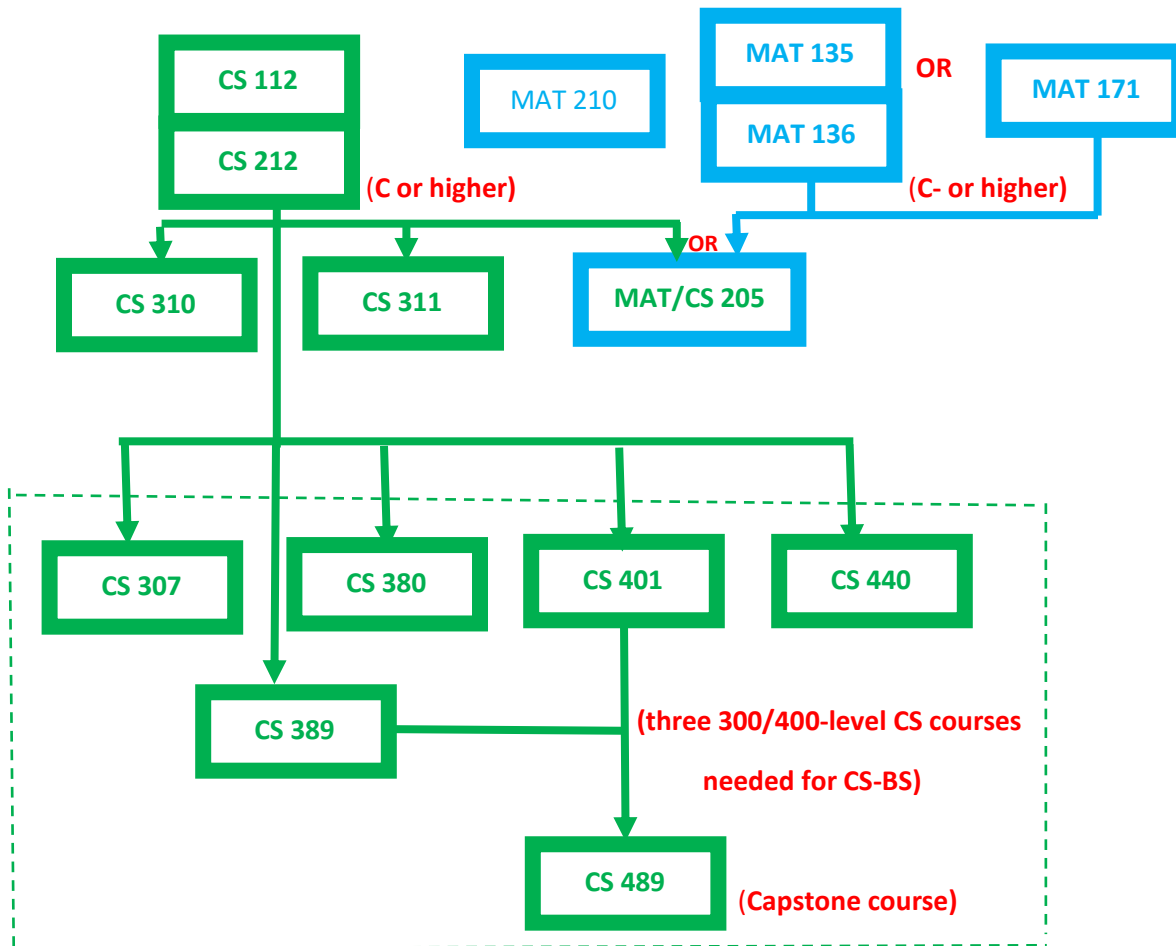 CS 112
MAT 210
MAT 135
OR
MAT 171
CS 212
MAT 136
(C or higher)
(C- or higher)
OR
CS 310
CS 311
MAT/CS 205
CS 307
CS 380
CS 401
CS 440
CS 389
(three 300/400-level CS courses
needed for CS-BS)
CS 489
(Capstone course)